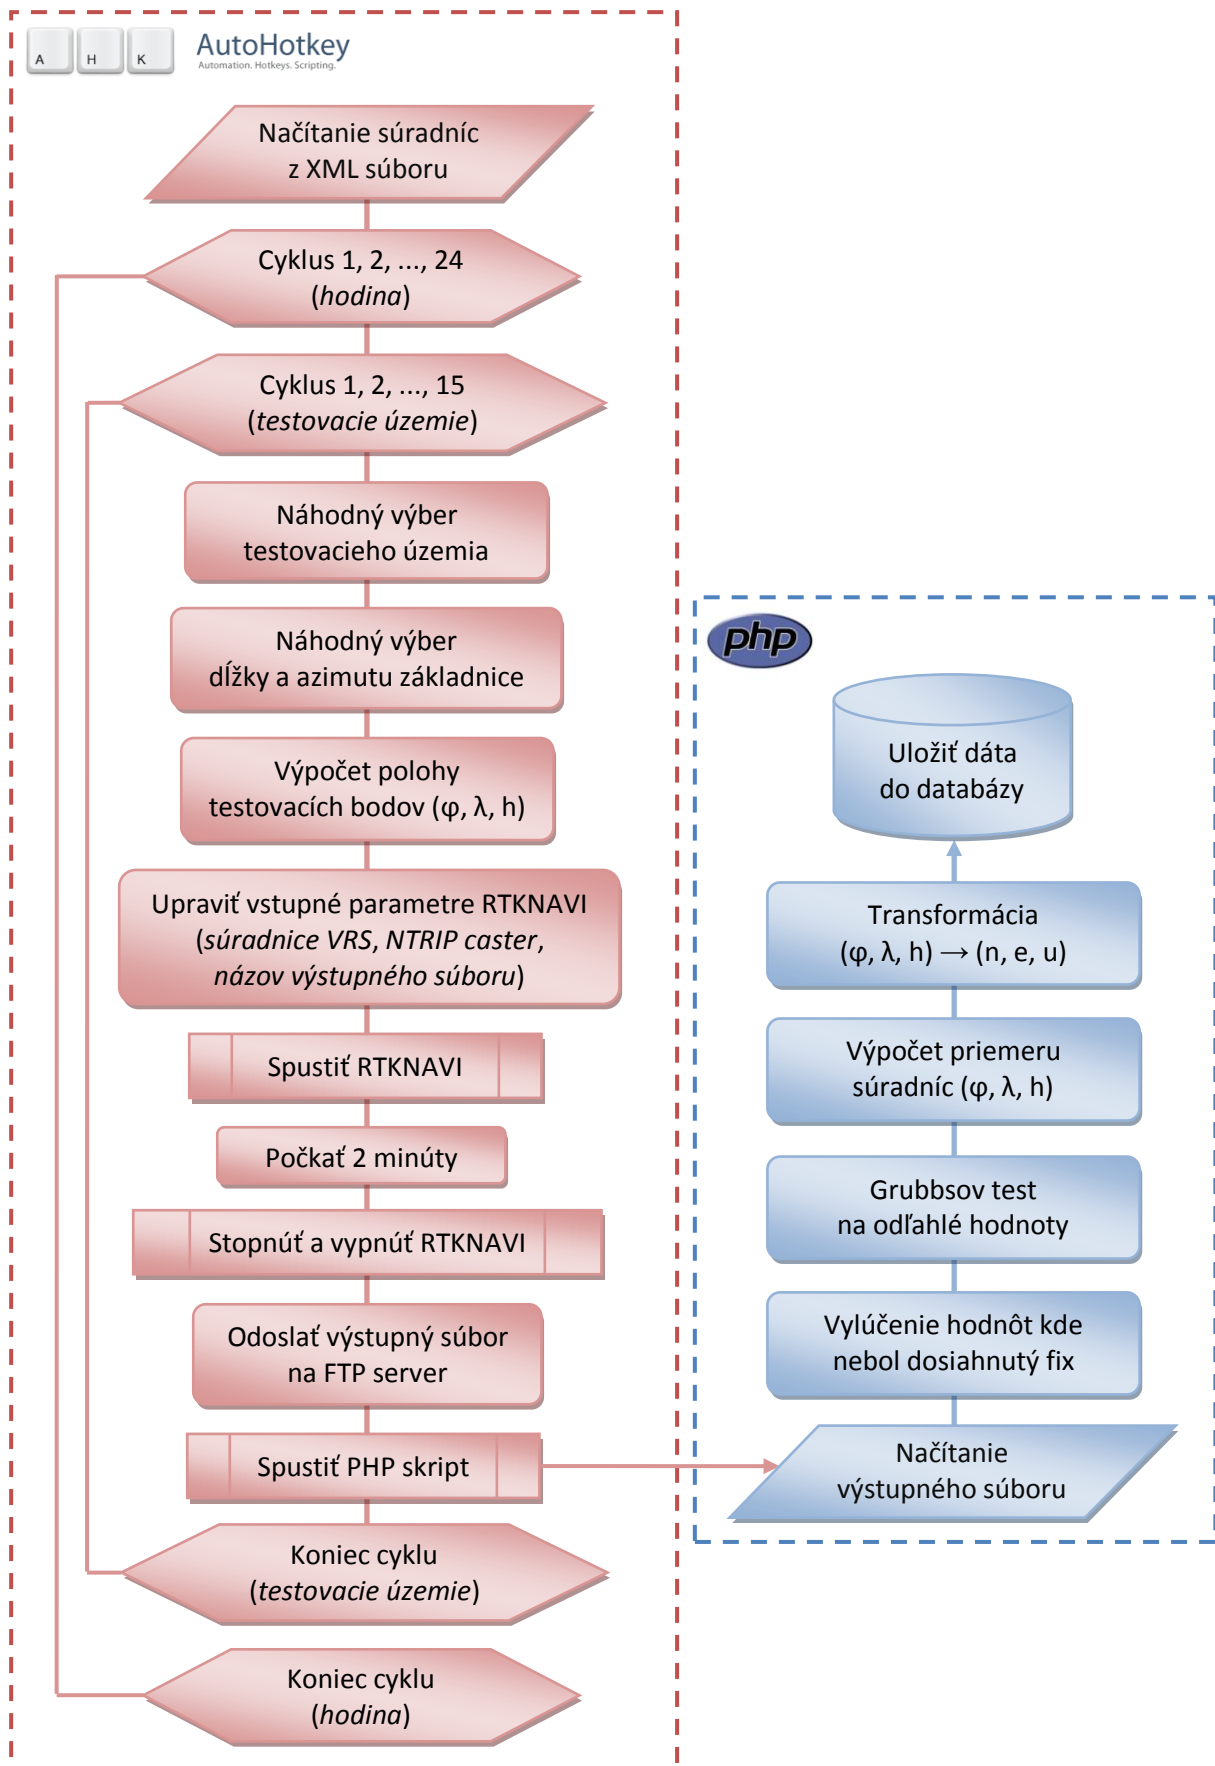 A H K
AutoHotkey
Automation. Hotkeys. Scripting.
Načítanie súradníc
z XML súboru
Cyklus 1, 2, ..., 24
(hodina)
Cyklus 1, 2, ..., 15
(testovacie územie)
Náhodný výber
testovacieho územia
Náhodný výber
dĺžky a azimutu základnice
Výpočet polohy
testovacích bodov (φ, λ, h)
Upraviť vstupné parametre RTKNAVI
(súradnice VRS, NTRIP caster,
názov výstupného súboru)
Spustiť RTKNAVI
Počkať 2 minúty
Stopnúť a vypnúť RTKNAVI
Odoslať výstupný súbor
na FTP server
Spustiť PHP skript
Koniec cyklu
(testovacie územie)
Koniec cyklu
(hodina)
php
Uložiť dáta
do databázy
Transformácia
(φ, λ, h) → (n, e, u)
Výpočet priemeru
súradníc (φ, λ, h)
Grubbsov test
na odľahlé hodnoty
Vylúčenie hodnôt kde
nebol dosiahnutý fix
Načítanie
výstupného súboru